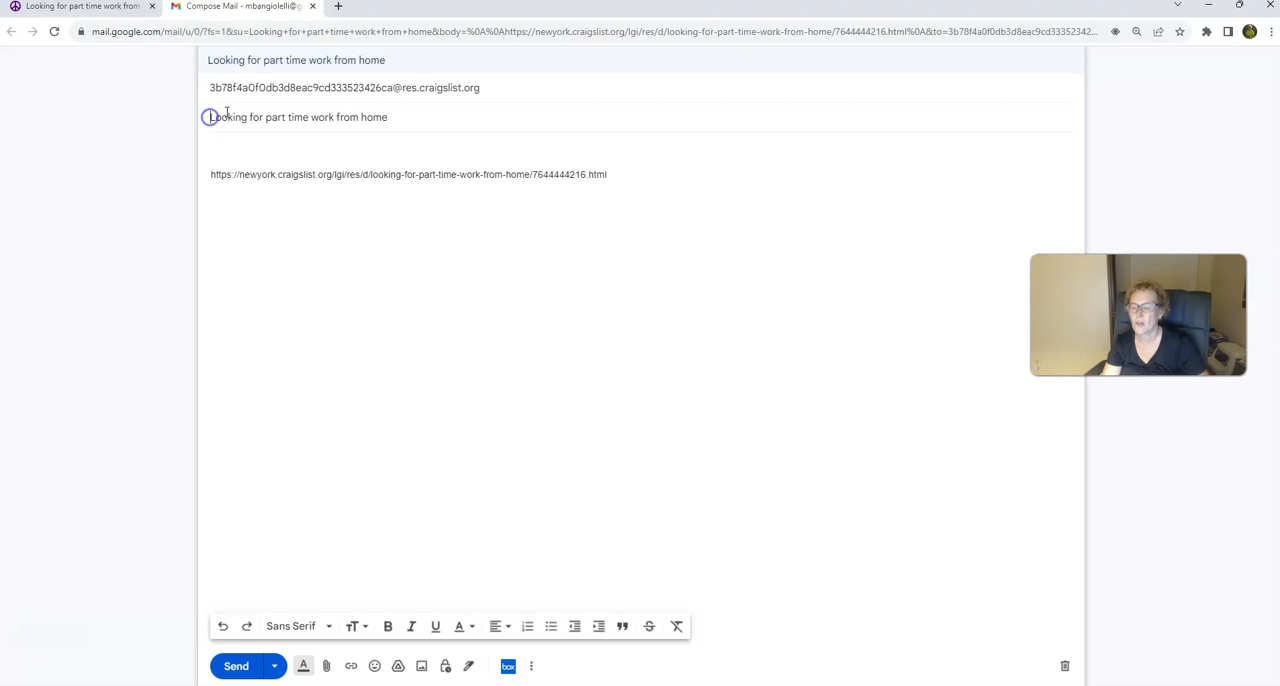 Looking for part time work from
Compose Mail - mbangiolelli@g
mail.google.com/mail/u/0/?fs=1&su=Looking+for+part+time+work+from+home&body=%0A%0Ahttps://newyork.craigslist.org/lgi/res/d/looking-for-part-time-work-from-home/7644444216.html%0A&to=3b78f4a0f0db3d8eac9cd33352342...
Looking for part time work from home
3b78f4a0f0db3d8eac9cd333523426ca@res.craigslist.org
Looking for part time work from home
https://newyork.craigslist.org/lgi/res/d/looking-for-part-time-work-from-home/7644444216.html
Sans Serif
Send
box